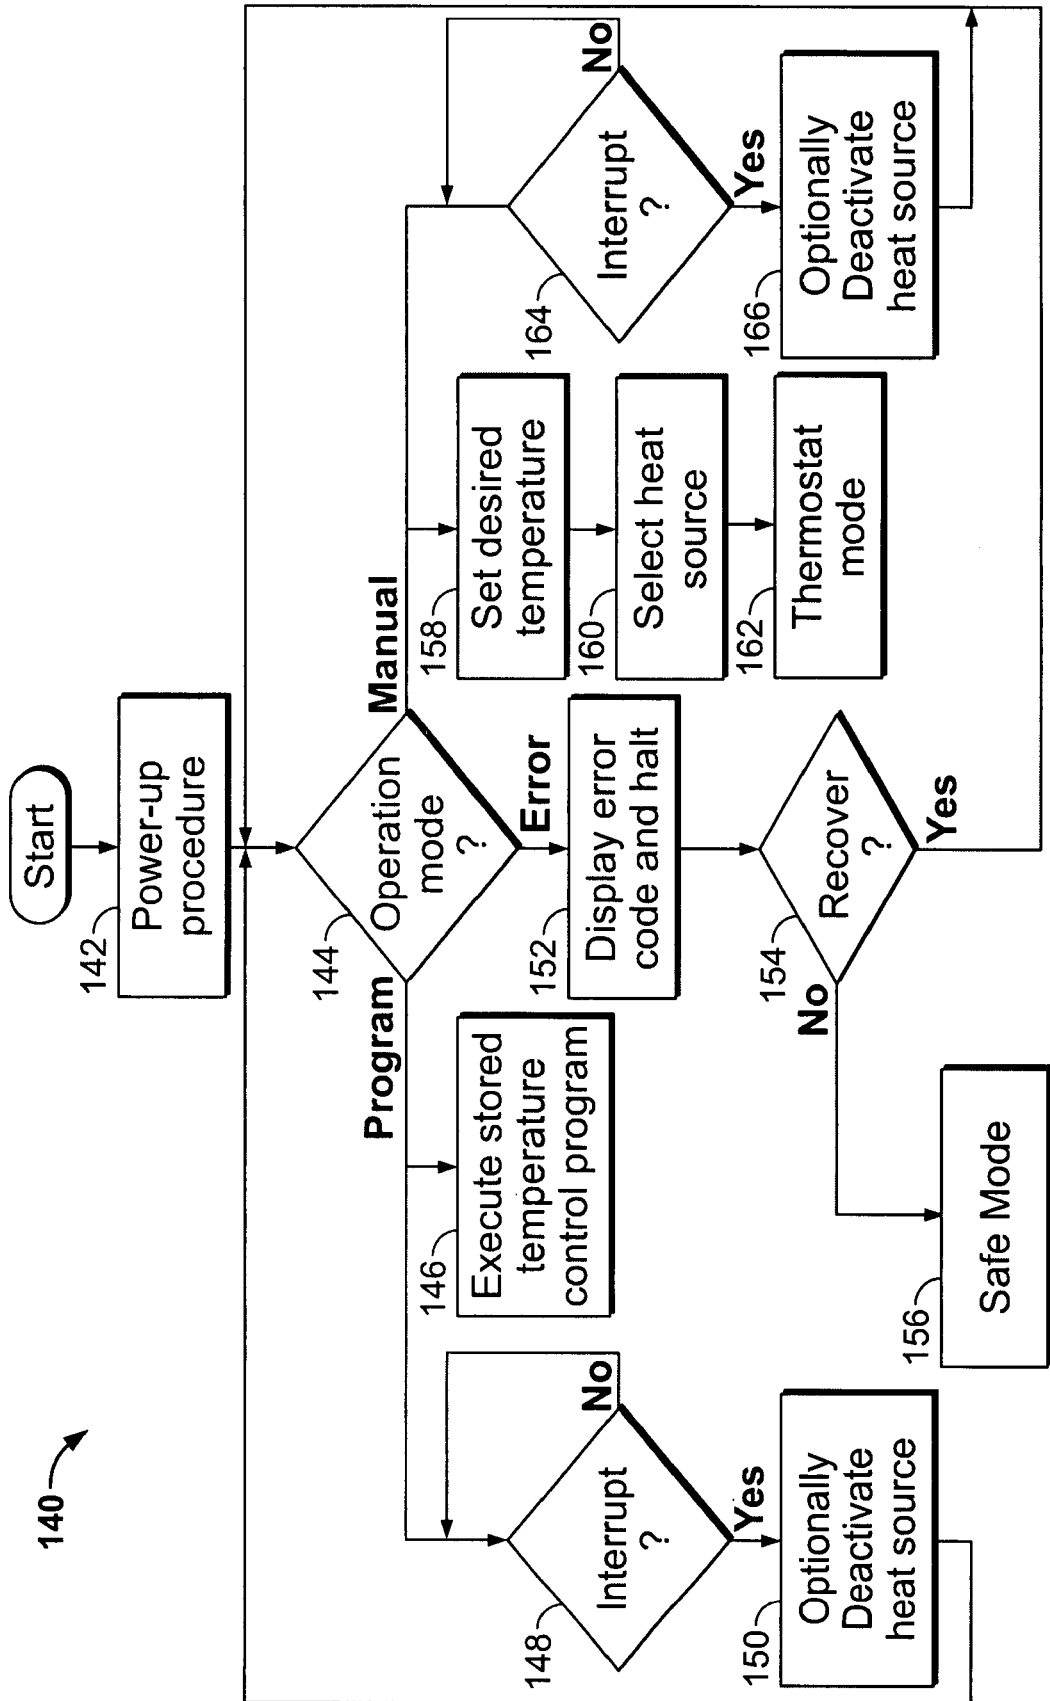 140
Start
142
Power-up
procedure
144
Operation
mode
?
Program
Manual
Error
146
Execute stored
temperature
control program
148
Interrupt
?
No
Yes
150
Optionally
Deactivate
heat source
152
Display error
code and halt
154
Recover
?
No
Yes
156
Safe Mode
158
Set desired
temperature
160
Select heat
source
162
Thermostat
mode
164
Interrupt
?
No
Yes
166
Optionally
Deactivate
heat source